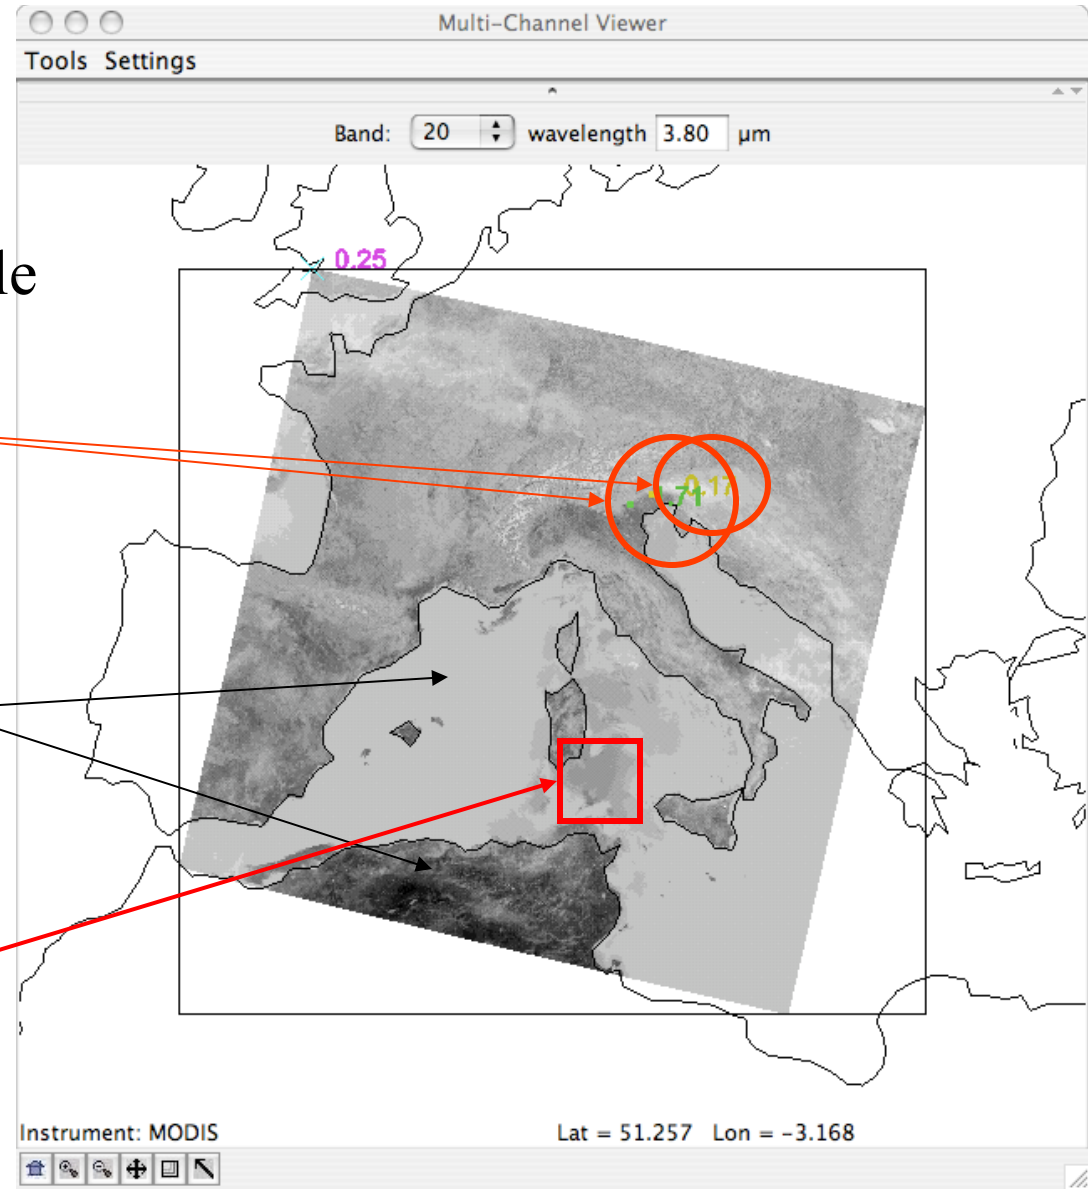 Multi-Channel Viewer
Tools Settings
Band: 20 wavelength 3.80 µm
0.25
71
Instrument: MODIS
Lat = 51.257 Lon = -3.168